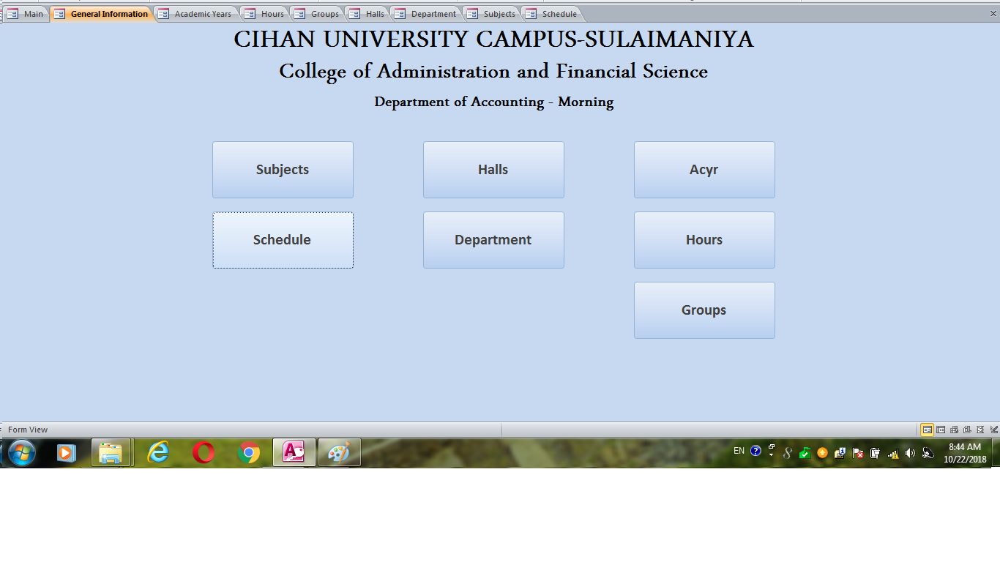 Main General Information Academic Years Hours Groups Halls Department Subjects Schedule
CIHAN UNIVERSITY CAMPUS-SULAIMANIYA
College of Administration and Financial Science
Department of Accounting - Morning
Subjects Halls Acyr
Schedule Department Hours
Groups
Form View
EN 8:44 AM
10/22/2018